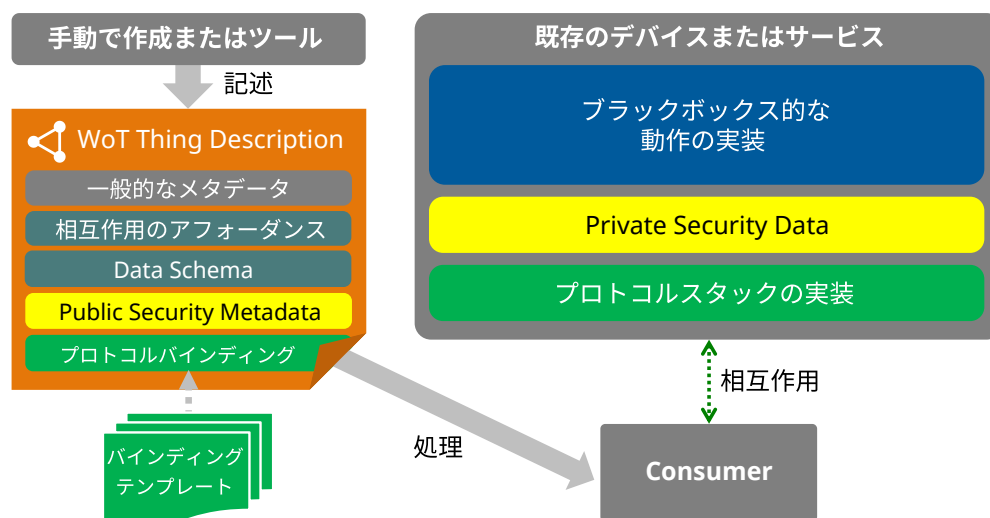 手動で作成またはツール
記述
WoT Thing Description
一般的なメタデータ
相互作用のアフォーダンス
Data Schema
Public Security Metadata
プロトコルバインディング
バインディング
テンプレート
既存のデバイスまたはサービス
ブラックボックス的な
動作の実装
Private Security Data
プロトコルスタックの実装
相互作用
処理
Consumer